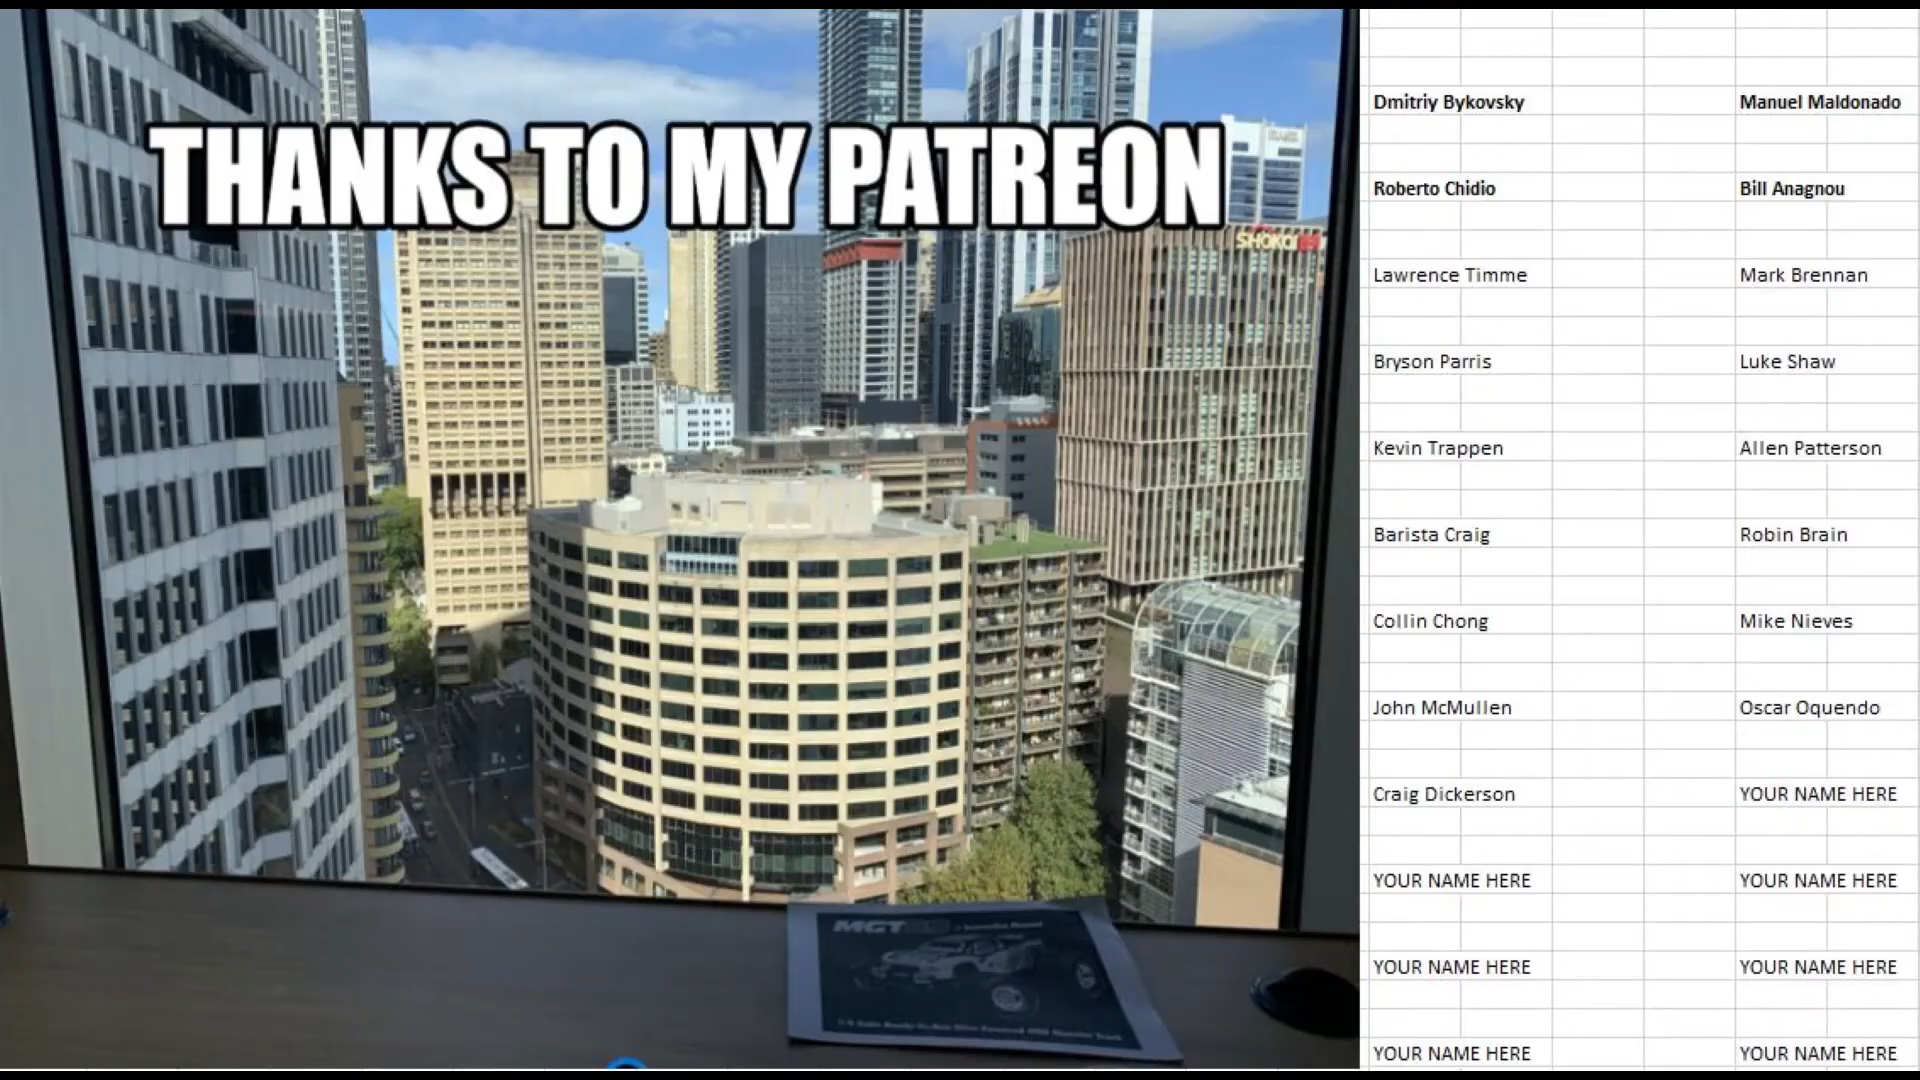 THANKS TO MY PATREON
Dmitriy Bykovsky
Manuel Maldonado
Roberto Chidio
Bill Anagnou
Lawrence Timme
Mark Brennan
Bryson Parris
Luke Shaw
Kevin Trappen
Allen Patterson
Barista Craig
Robin Brain
Collin Chong
Mike Nieves
John McMullen
Oscar Oquendo
Craig Dickerson
YOUR NAME HERE
YOUR NAME HERE
YOUR NAME HERE
YOUR NAME HERE
YOUR NAME HERE
YOUR NAME HERE
YOUR NAME HERE
MGT